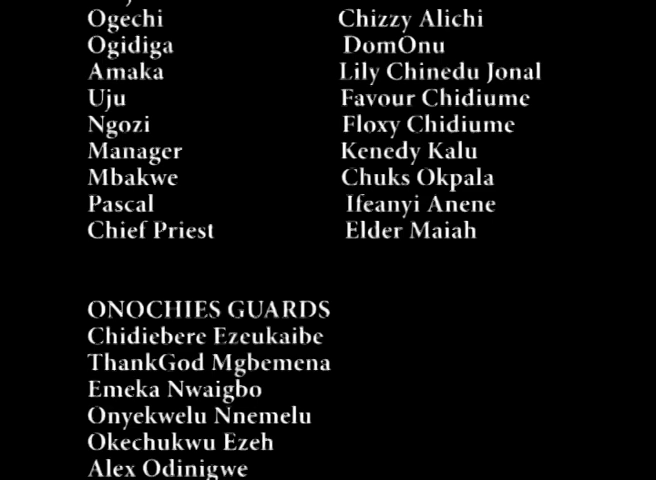 Ogechi Chizzy Alichi
Ogidiga DomOnu
Amaka Lily Chinedu Jonal
Uju Favour Chidiume
Ngozi Floxy Chidiume
Manager Kenedy Kalu
Mbakwe Chuks Okpala
Pascal Ifeanyi Anene
Chief Priest Elder Maiah
ONOCHIES GUARDS
Chidiebere Ezeukaibe
ThankGod Mgbemena
Emeka Nwaigbo
Onyekwelu Nnemelu
Okechukwu Ezeh
Alex Odinigwe